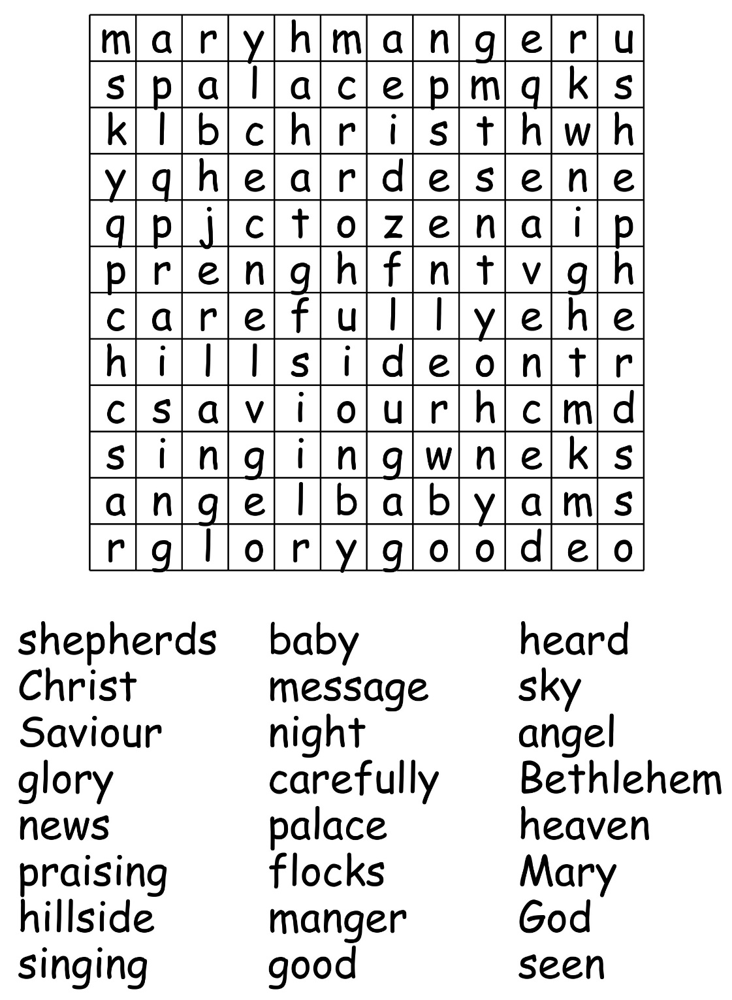 m a r y h m a n g e r u
s p a l a c e p m q k s
k l b c h r i s t h w h
y q h e a r d e s e n e
q p j c t o z e n a i p
p r e n g h f n t v g h
c a r e f u l l y e h e
h i l l s i d e o n t r
c s a v i o u r h c m d
s i n g i n g w n e k s
a n g e l b a b y a m s
r g l o r y g o o d e o
shepherds baby heard
Christ message sky
Saviour night angel
glory carefully Bethlehem
news palace heaven
praising flocks Mary
hillside manger God
singing good seen